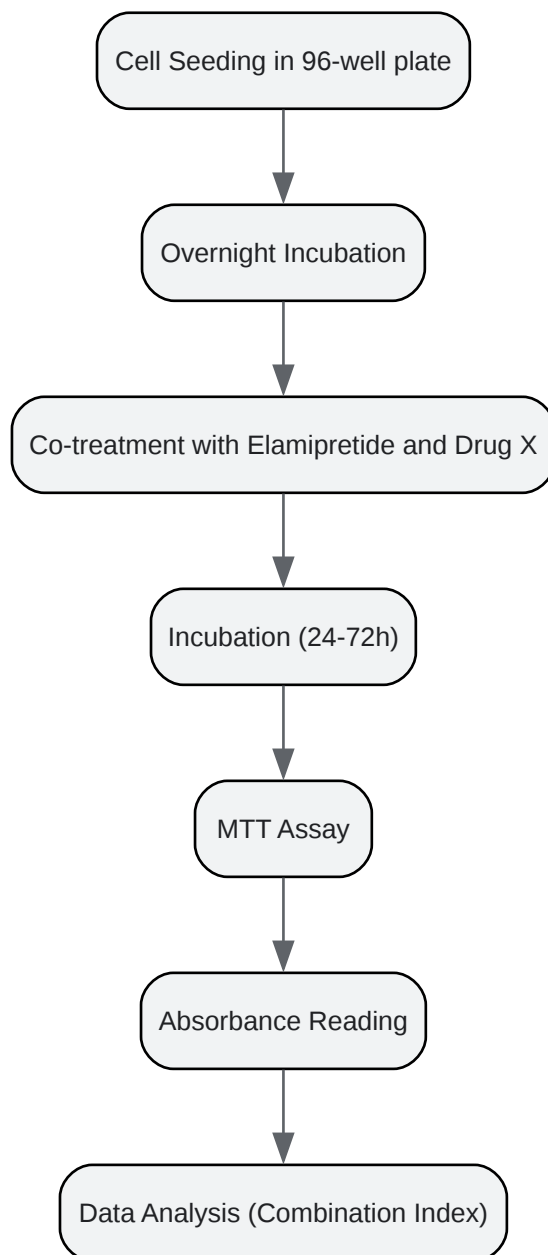 Cell Seeding in 96-well plate
Overnight Incubation
Co-treatment with Elamipretide and Drug X
Incubation (24-72h)
MTT Assay
Absorbance Reading
Data Analysis (Combination Index)